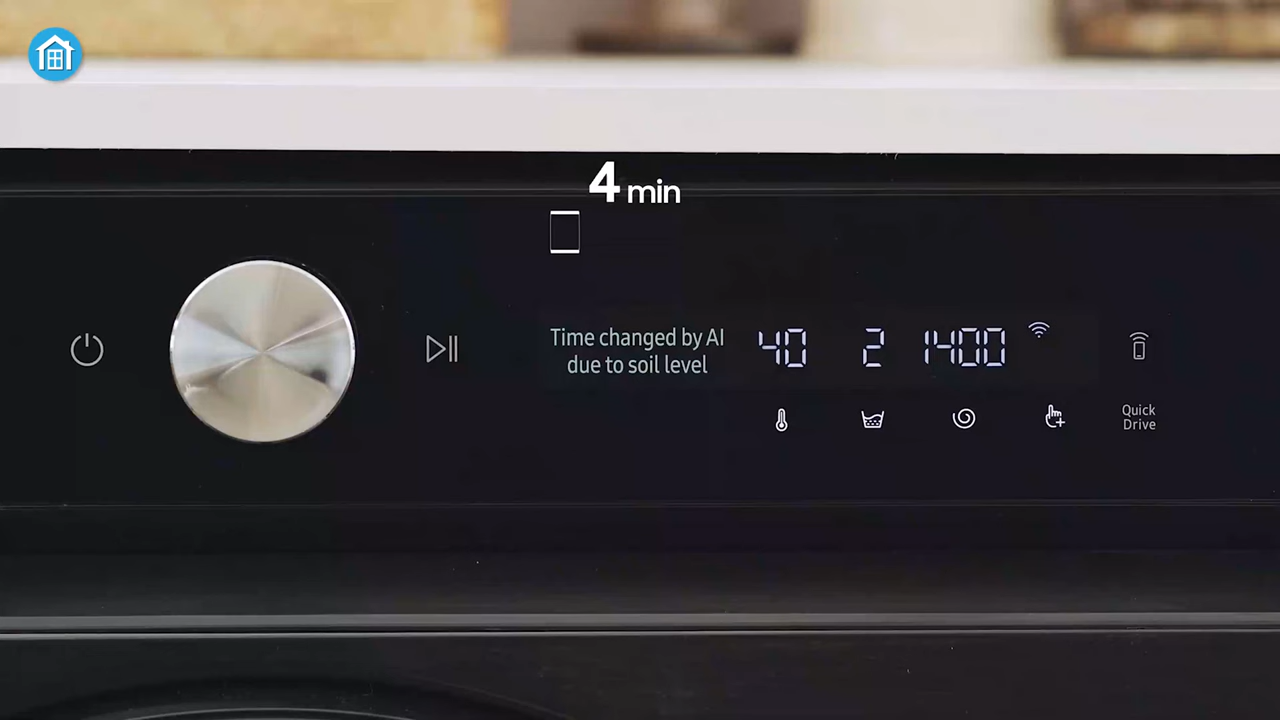 4 min
Time changed by AI
due to soil level
40 2 1400
Quick
Drive